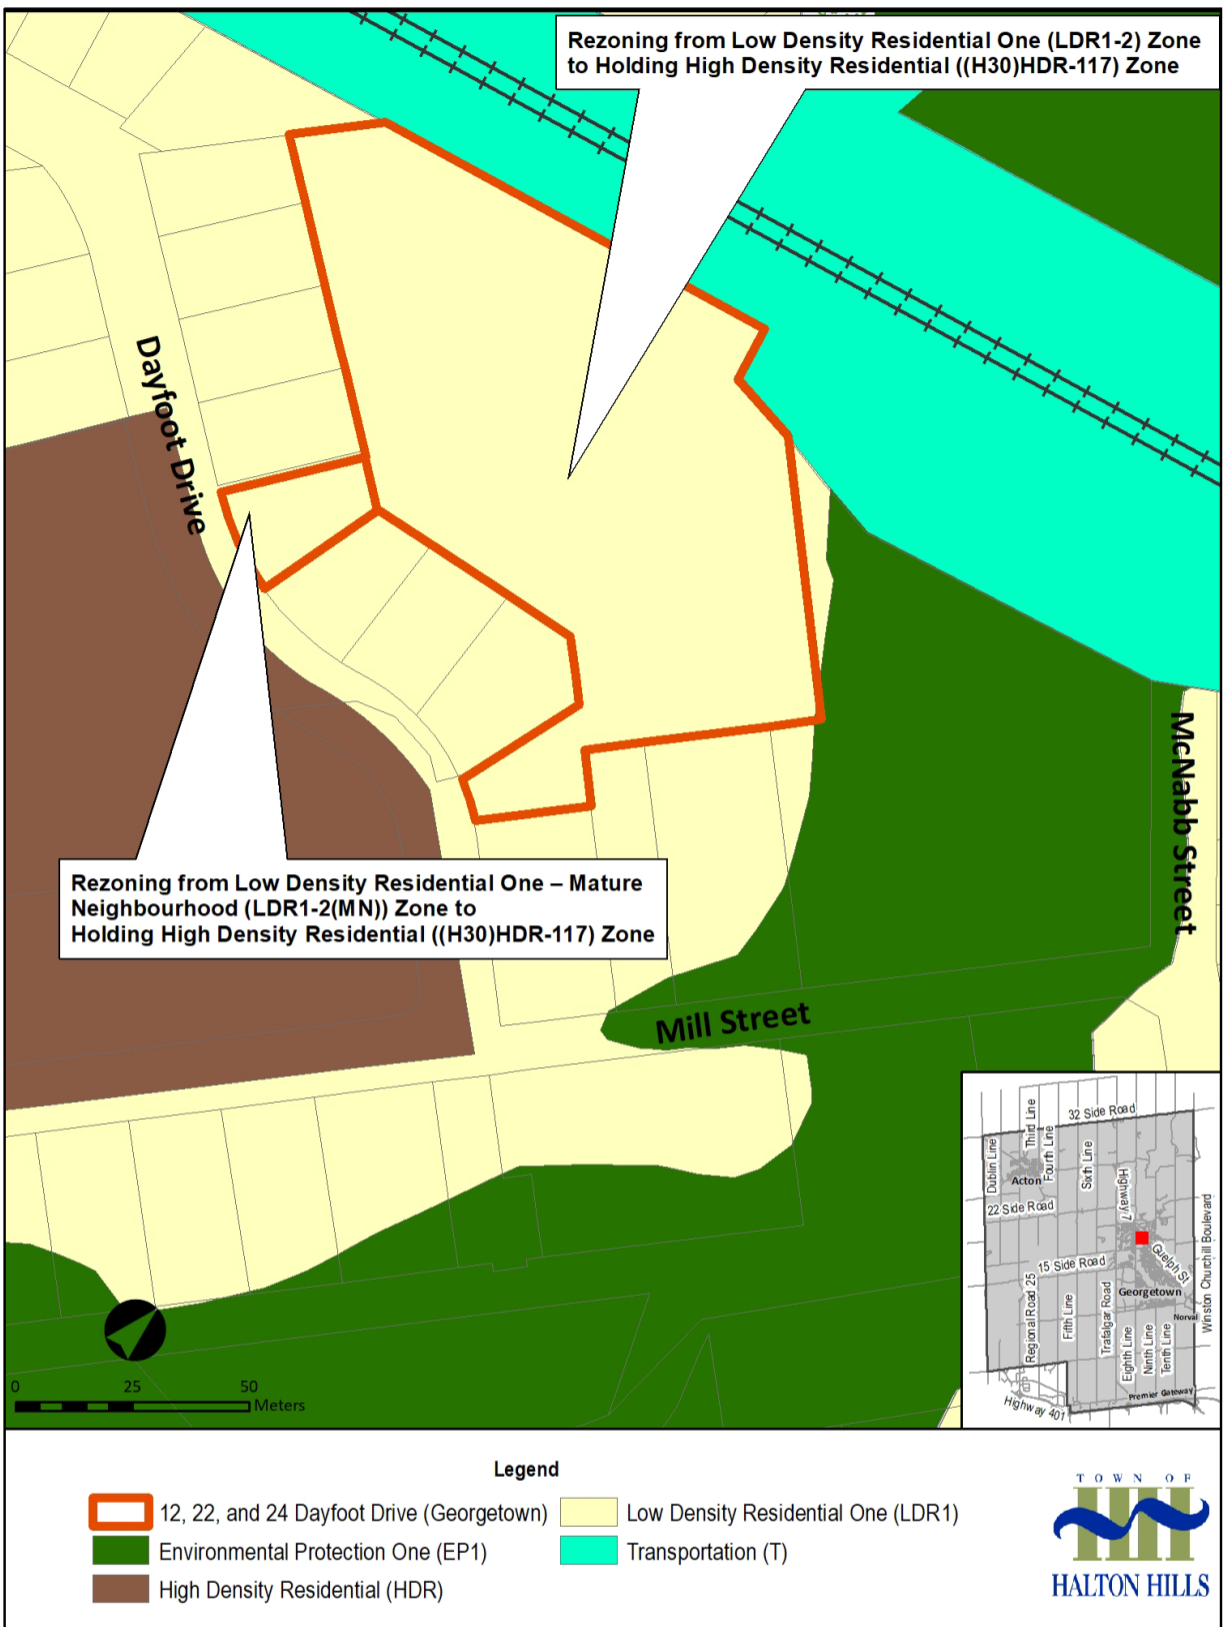 Rezoning from Low Density Residential One (LDR1-2) Zone
to Holding High Density Residential ((H30)HDR-117) Zone
Dayfoot Drive
McNabb Street
Rezoning from Low Density Residential One – Mature
Neighbourhood (LDR1-2(MN)) Zone to
Holding High Density Residential ((H30)HDR-117) Zone
Mill Street
32 Side Road
Third Line
Dublin Line
Fourth Line
Sixth Line
Acton
Highway 7
22 Side Road
Winston Churchill Boulevard
15 Side Road
Guelph St
Regional Road 25
Georgetown
Fifth Line
Trafalgar Road
Norval
Eighth Line
Ninth Line
Tenth Line
Premier Gateway
Highway 401
0 25 50
Meters
Legend
12, 22, and 24 Dayfoot Drive (Georgetown)
Low Density Residential One (LDR1)
Environmental Protection One (EP1)
Transportation (T)
High Density Residential (HDR)
TOWN OF
HALTON HILLS